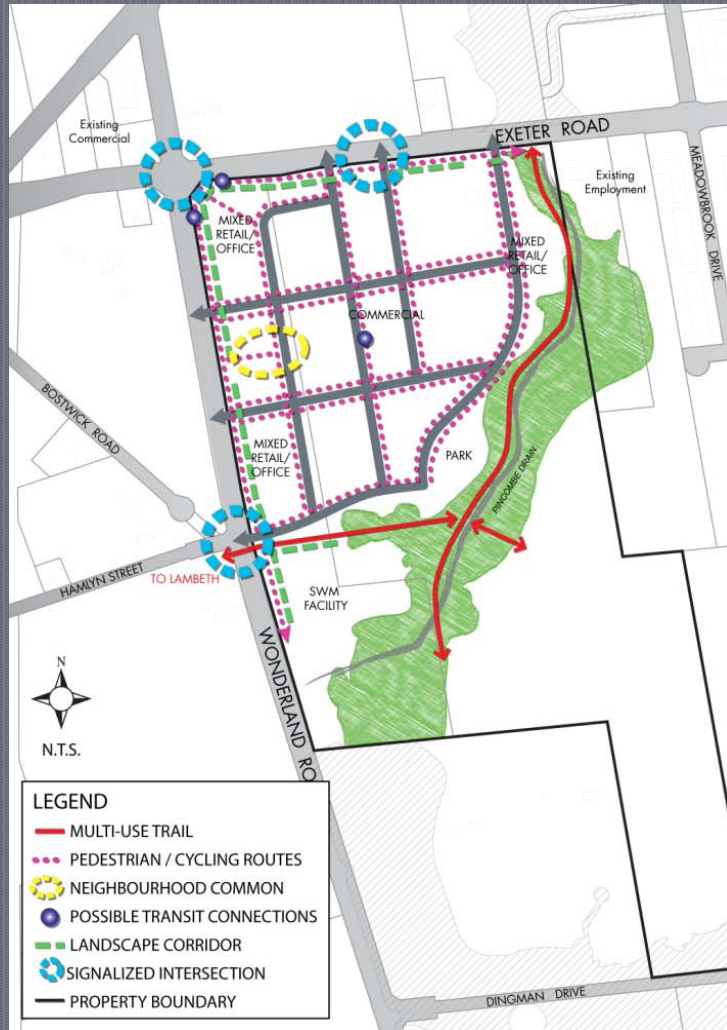 EXETER ROAD
Existing
Commercial
MEADOWBROOK DRIVE
Existing
Employment
MIXED
RETAIL/
OFFICE
MIXED
RETAIL/
OFFICE
COMMERCIAL
BOSTWICK ROAD
MIXED
RETAIL/
OFFICE
PARK
PINCOMBE DRAIN
HAMLYN STREET
TO LAMBETH
SWM
FACILITY
WONDERLAND RO
N
N.T.S.
LEGEND
MULTI-USE TRAIL
PEDESTRIAN / CYCLING ROUTES
NEIGHBOURHOOD COMMON
POSSIBLE TRANSIT CONNECTIONS
LANDSCAPE CORRIDOR
SIGNALIZED INTERSECTION
PROPERTY BOUNDARY
DINGMAN DRIVE